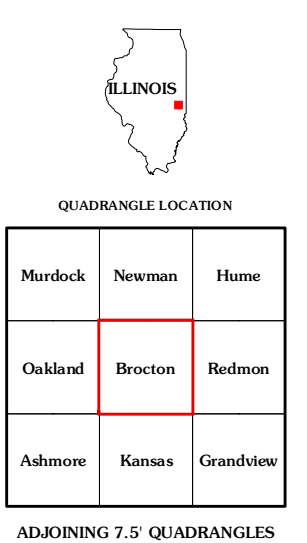 ILLINOIS
QUADRANGLE LOCATION
Murdock Newman Hume
Oakland Brocton Redmon
Ashmore Kansas Grandview
ADJOINING 7.5' QUADRANGLES